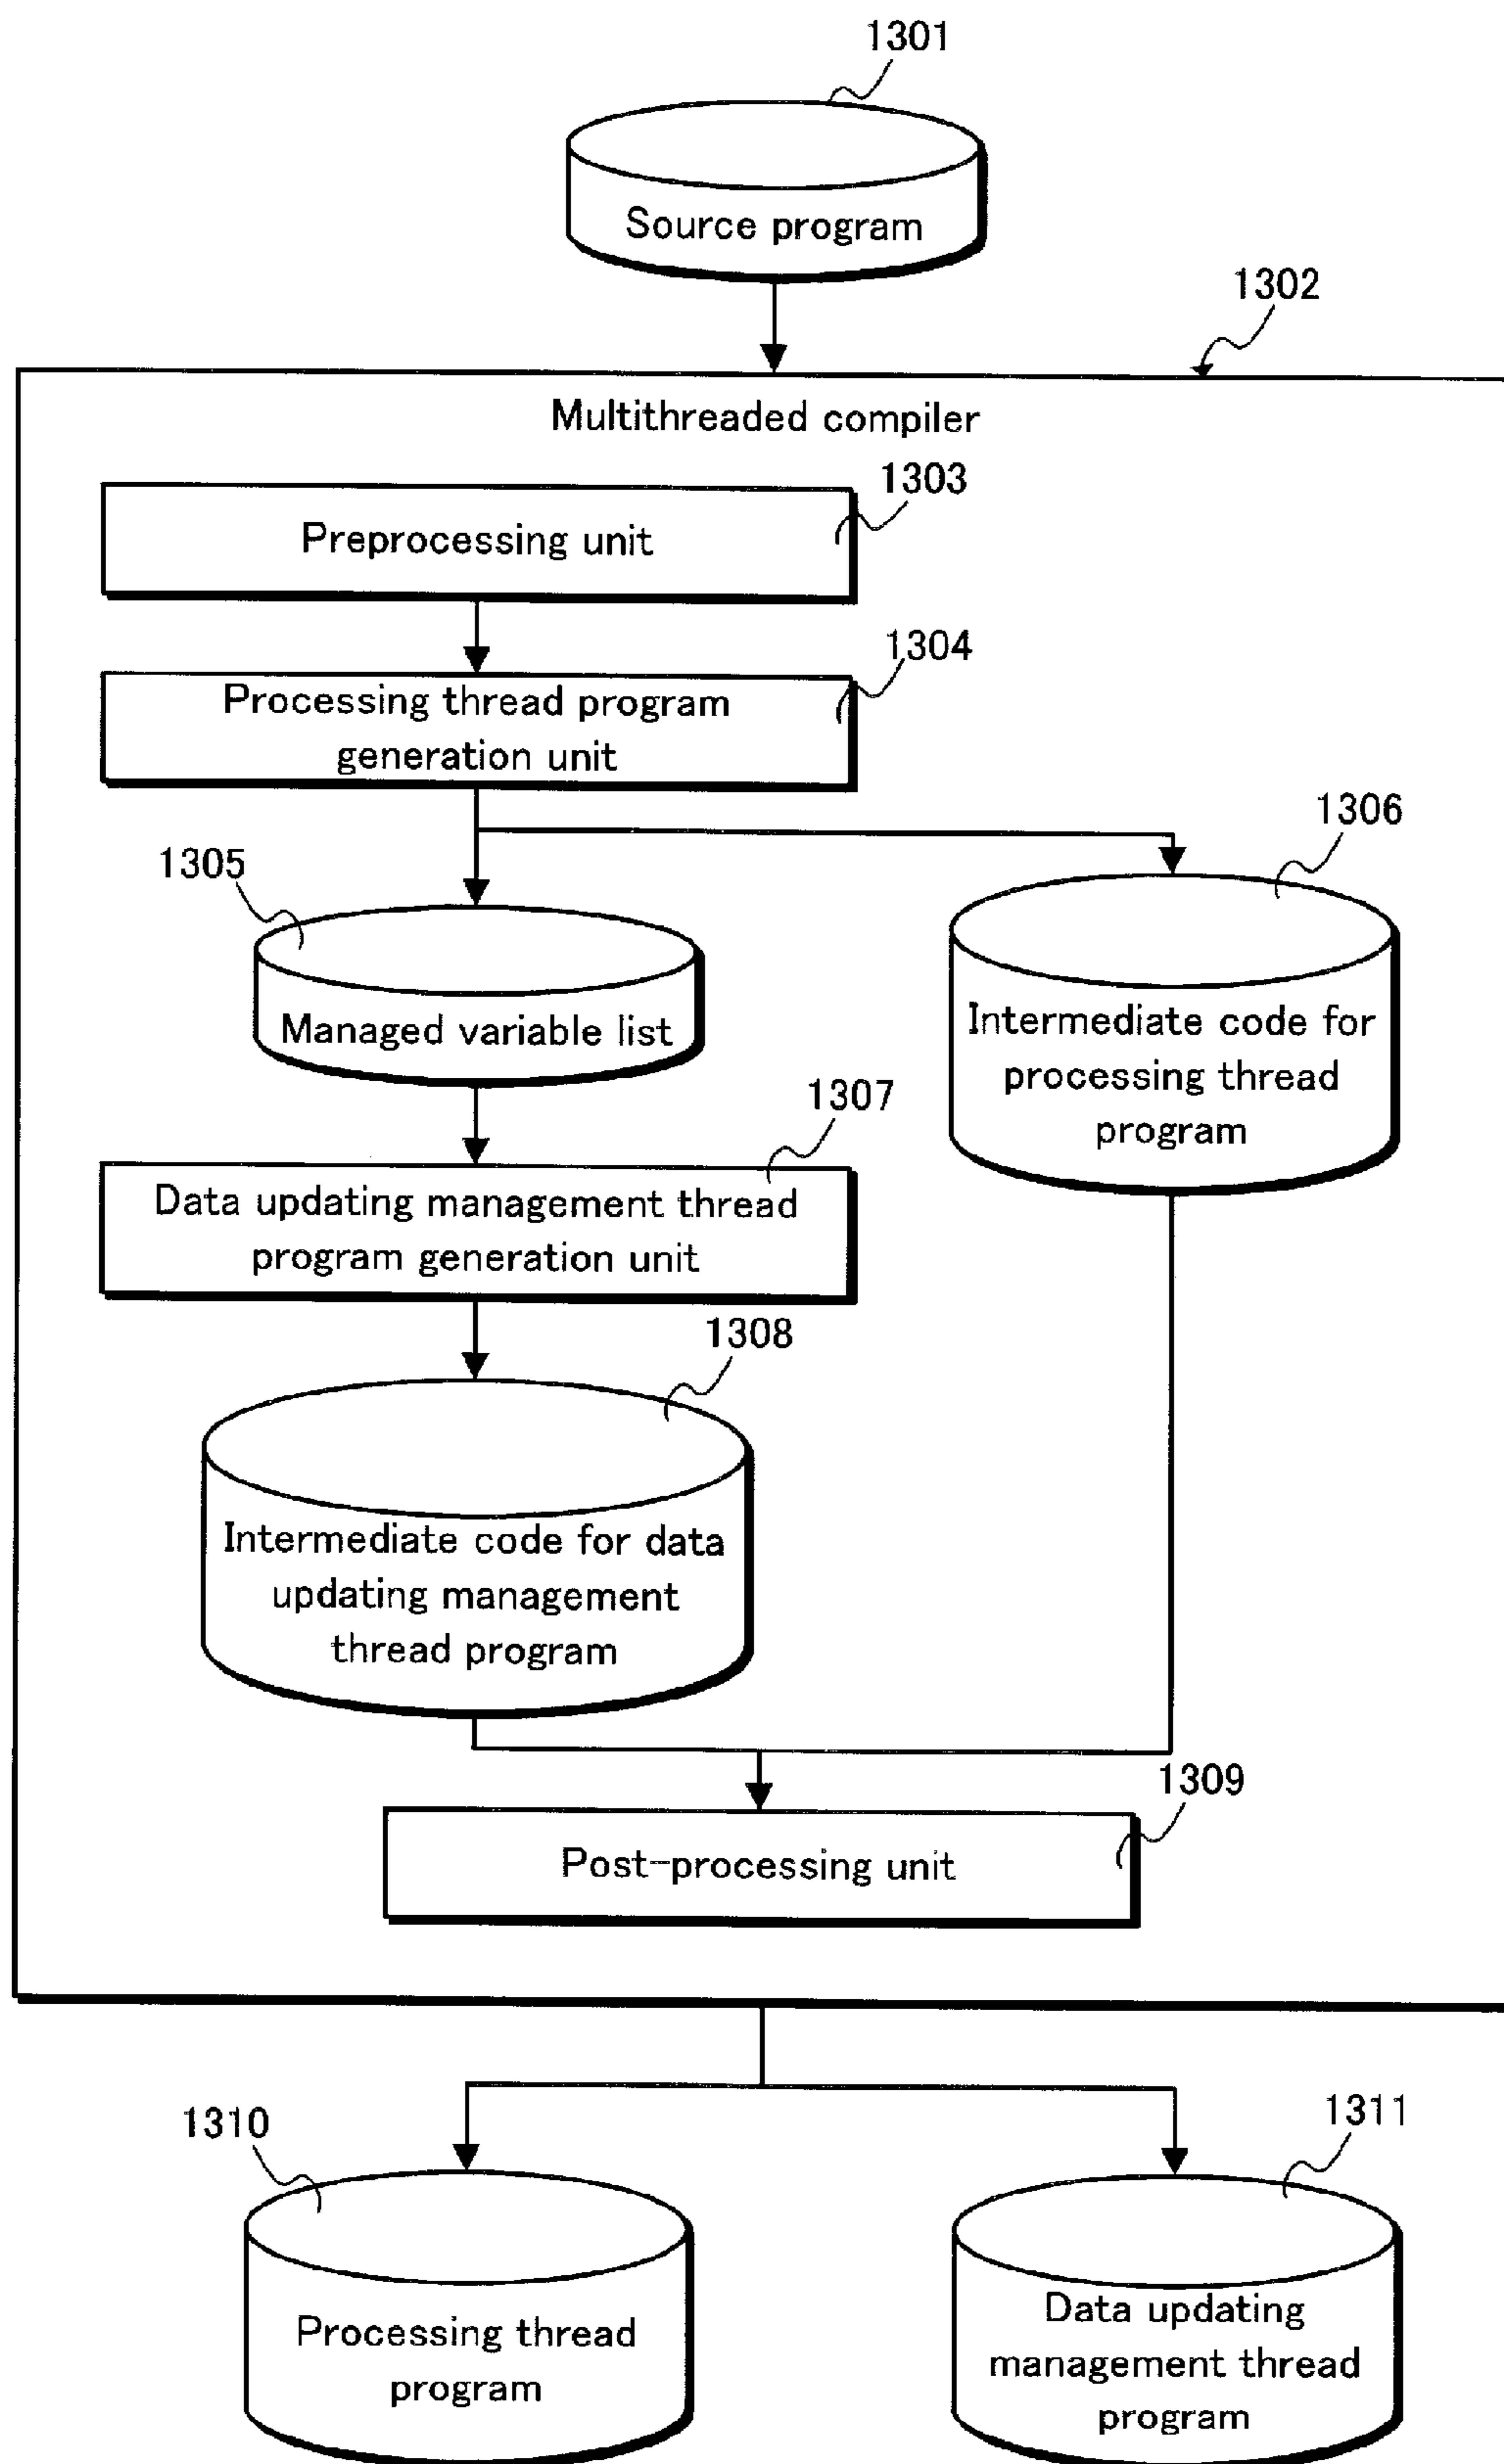 1301
Source program
1302
Multithreaded compiler
1303
Preprocessing unit
1304
Processing thread program
generation unit
1305
1306
Managed variable list
Intermediate code for
processing thread
program
1307
Data updating management thread
program generation unit
1308
Intermediate code for data
updating management
thread program
1309
Post-processing unit
1310
1311
Processing thread
program
Data updating
management thread
program